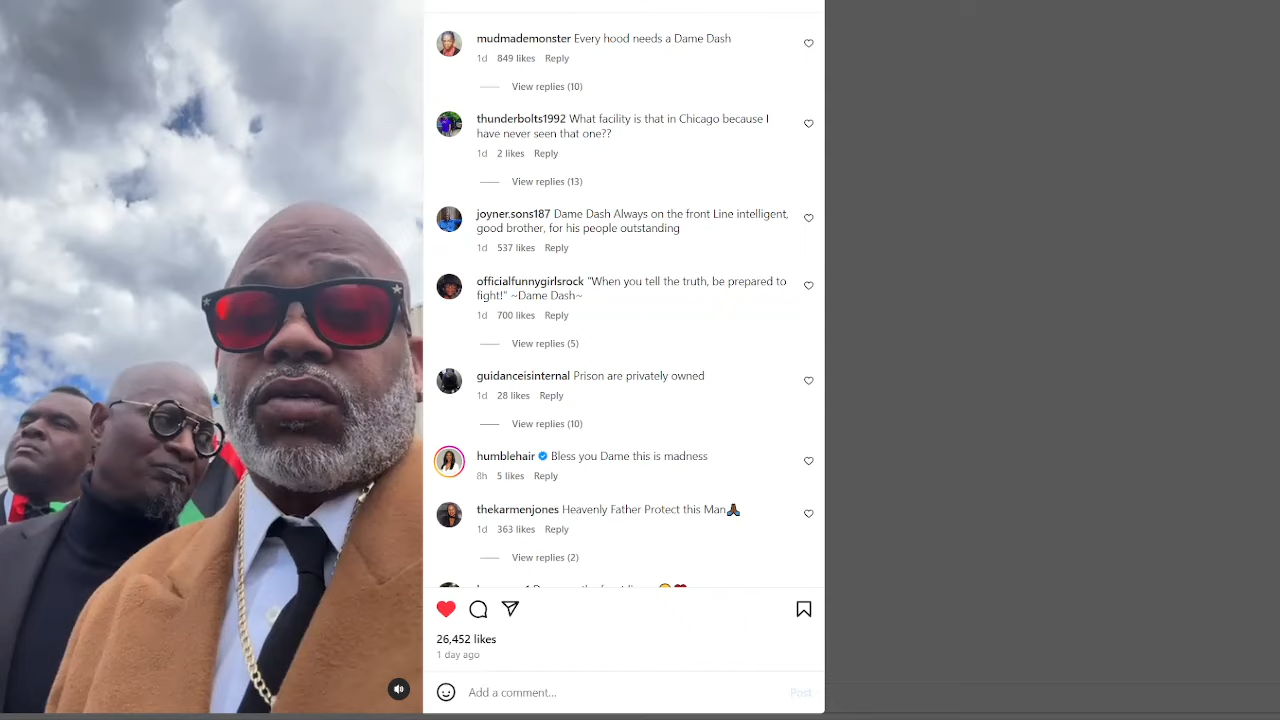 mudmademonster Every hood needs a Dame Dash
1d 849 likes Reply
View replies (10)
thunderbolts1992 What facility is that in Chicago because I
have never seen that one??
1d 2 likes Reply
View replies (13)
joyner.sons187 Dame Dash Always on the front Line intelligent,
good brother, for his people outstanding
1d 537 likes Reply
officialfunnygirlsrock "When you tell the truth, be prepared to
fight!" ~Dame Dash~
1d 700 likes Reply
View replies (5)
guidanceisinternal Prison are privately owned
1d 28 likes Reply
View replies (10)
humblehair Bless you Dame this is madness
8h 5 likes Reply
thekarmenjones Heavenly Father Protect this Man🙏🏾
1d 363 likes Reply
View replies (2)
26,452 likes
1 day ago
Add a comment...
Post